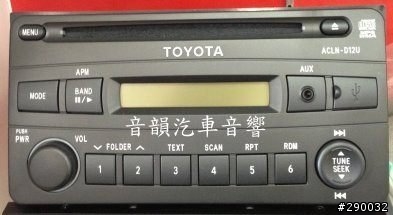 MENU
TOYOTA
ACLN-D12U
APM
AUX
MODE
BAND
II/▶
音韻汽車音響
PUSH
PWR
VOL
FOLDER
TEXT
SCAN
RPT
RDM
1
2
3
4
5
6
TUNE
SEEK
#290032